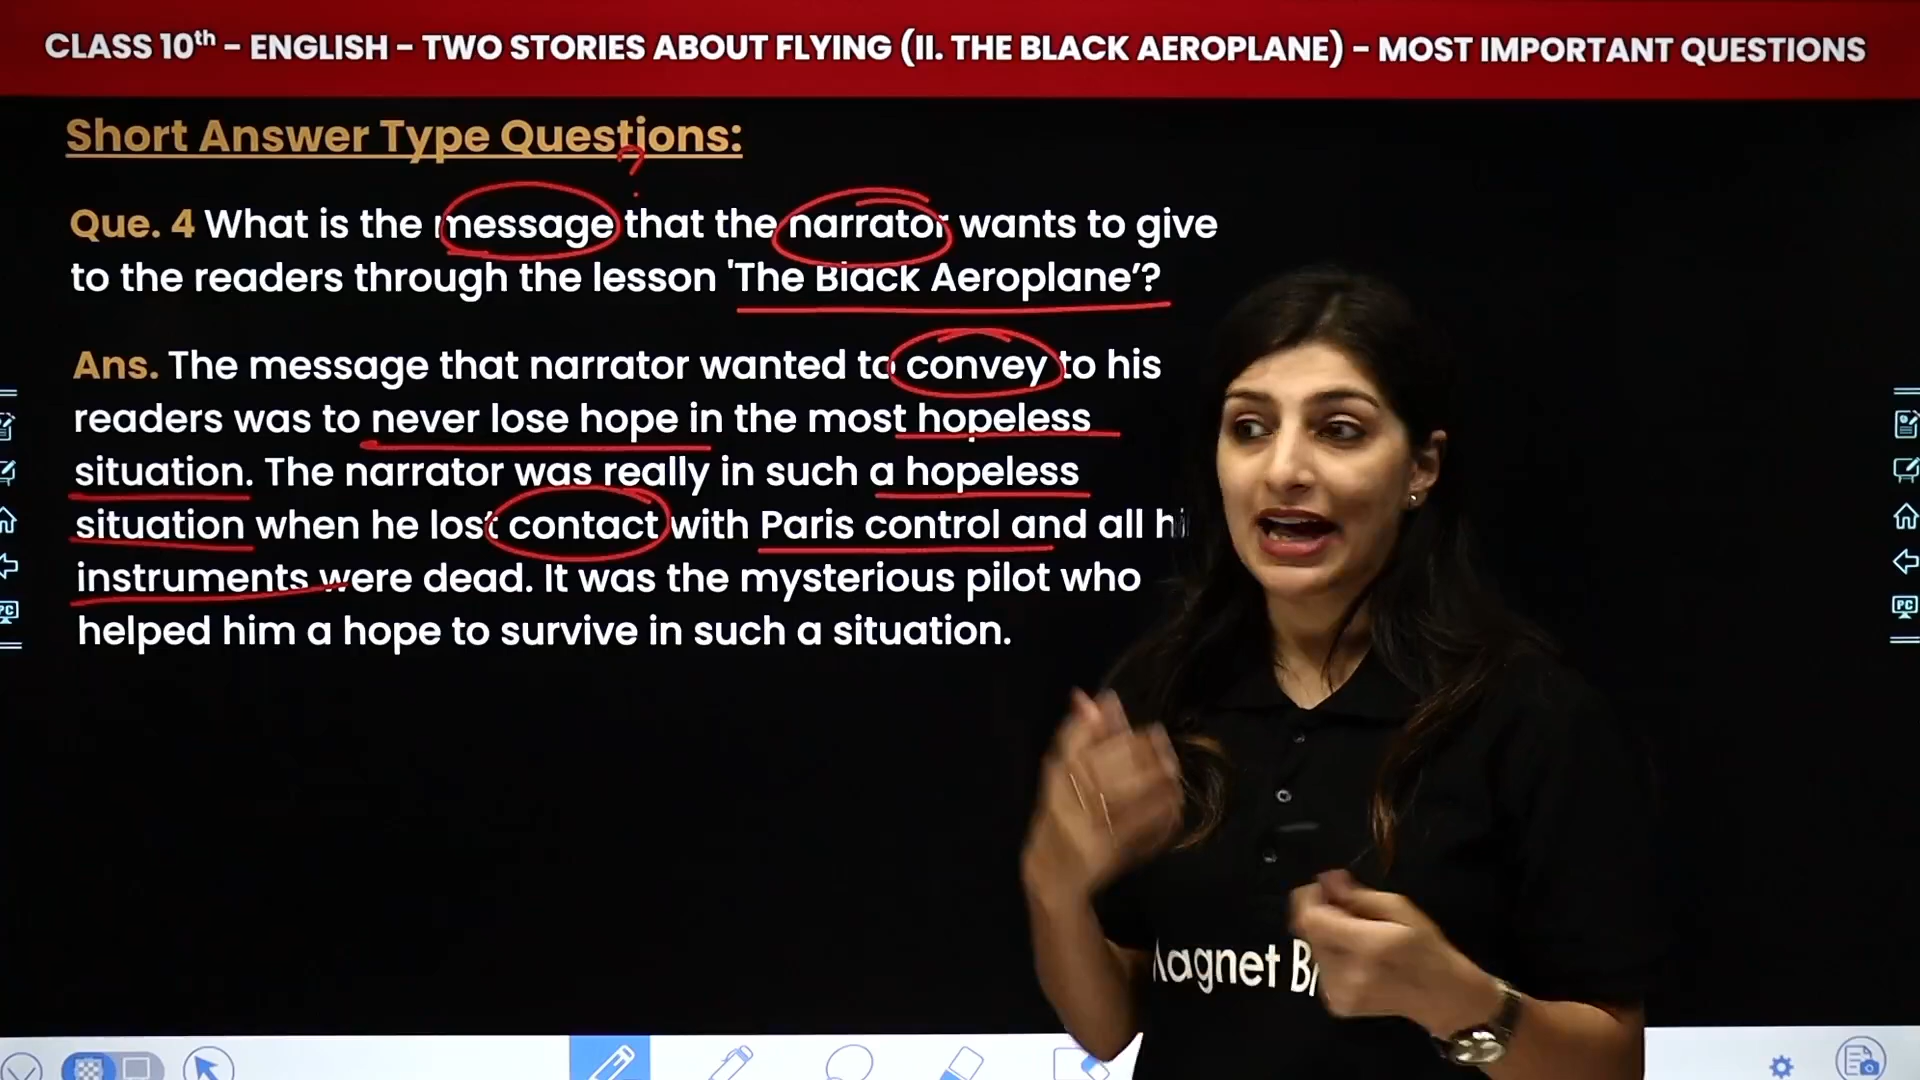 CLASS 10th – ENGLISH – TWO STORIES ABOUT FLYING (II. THE BLACK AEROPLANE) – MOST IMPORTANT QUESTIONS
Short Answer Type Questions:
?
Que. 4 What is the message that the narrator wants to give
to the readers through the lesson 'The Black Aeroplane’?
Ans. The message that narrator wanted to convey to his
readers was to never lose hope in the most hopeless
situation. The narrator was really in such a hopeless
situation when he lost contact with Paris control and all
instruments were dead. It was the mysterious pilot who
helped him a hope to survive in such a situation.
PC
PC